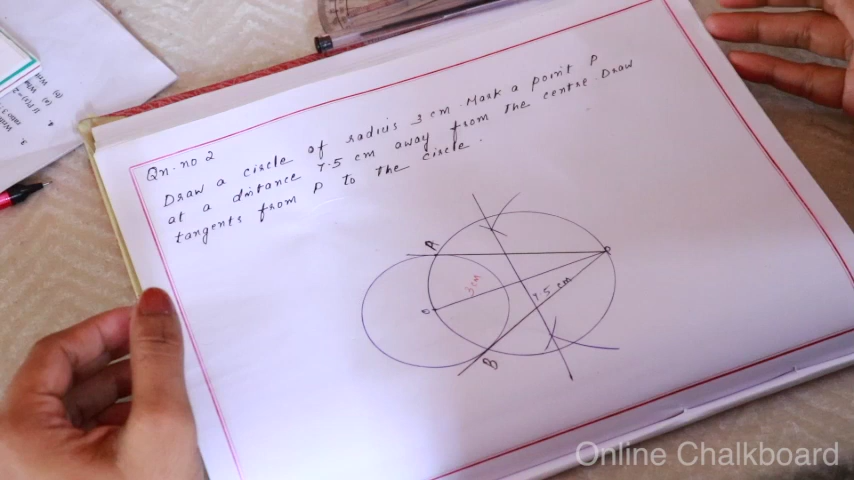 Qn. no 2
Draw a circle of radius 3 cm. Mark a point P
at a distance 7.5 cm away from the centre. Draw
tangents from P to the circle.
A
P
3 cm
7.5 cm
O
B
Online Chalkboard